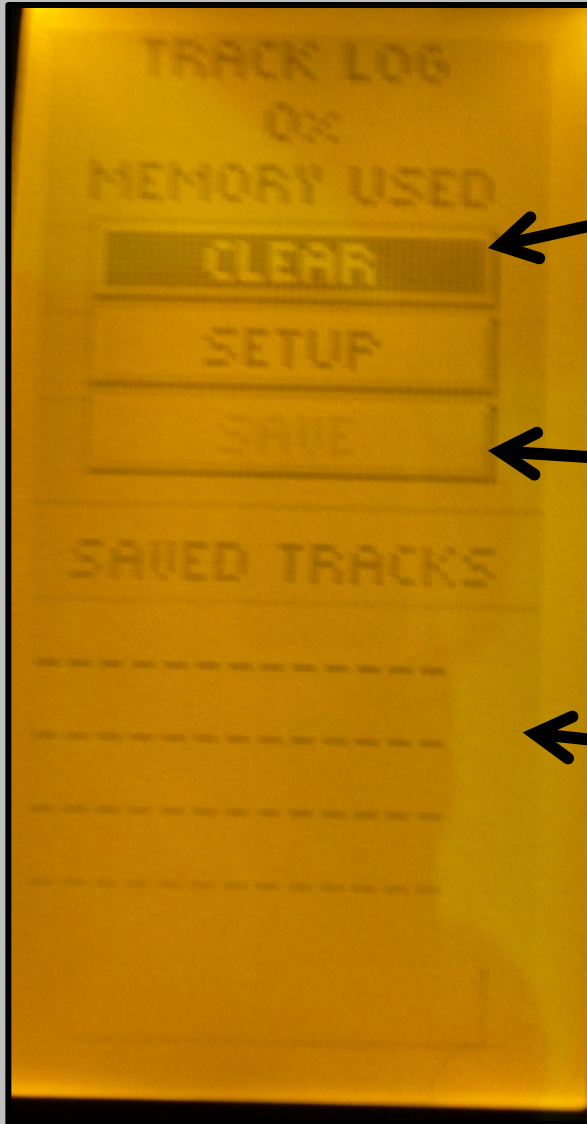 TRACK LOG
0%
MEMORY USED
CLEAR
SETUP
SAVE
SAVED TRACKS
------------
------------
------------
------------